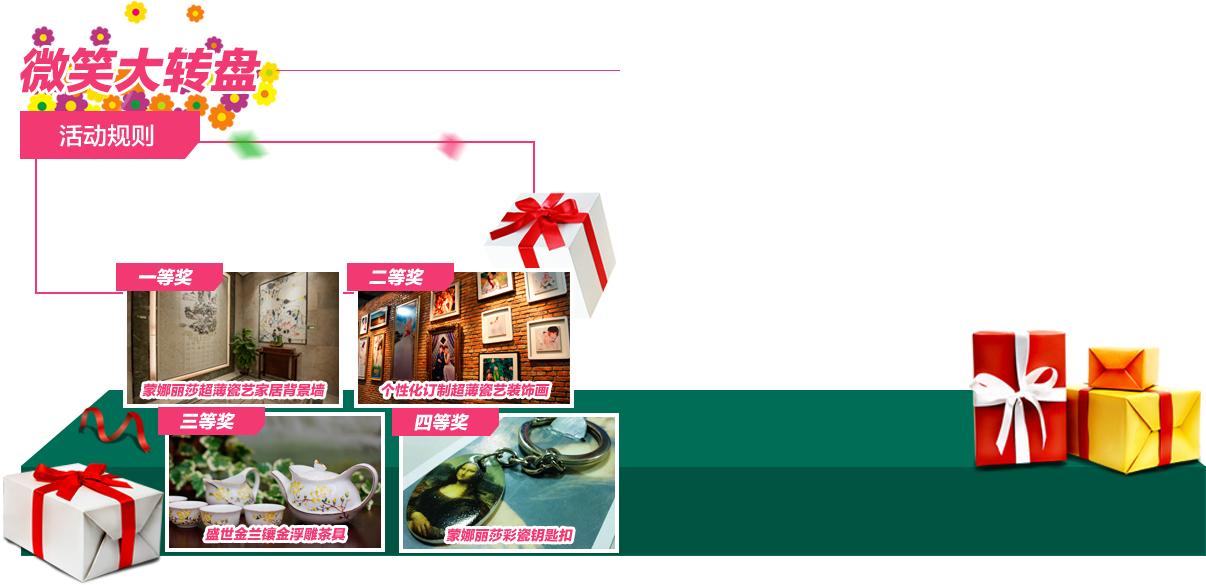 微笑大转盘
活动规则
一等奖
蒙娜丽莎超薄瓷艺家居背景墙
二等奖
个性化订制超薄瓷艺装饰画
三等奖
盛世金兰镶金浮雕茶具
四等奖
蒙娜丽莎彩瓷钥匙扣